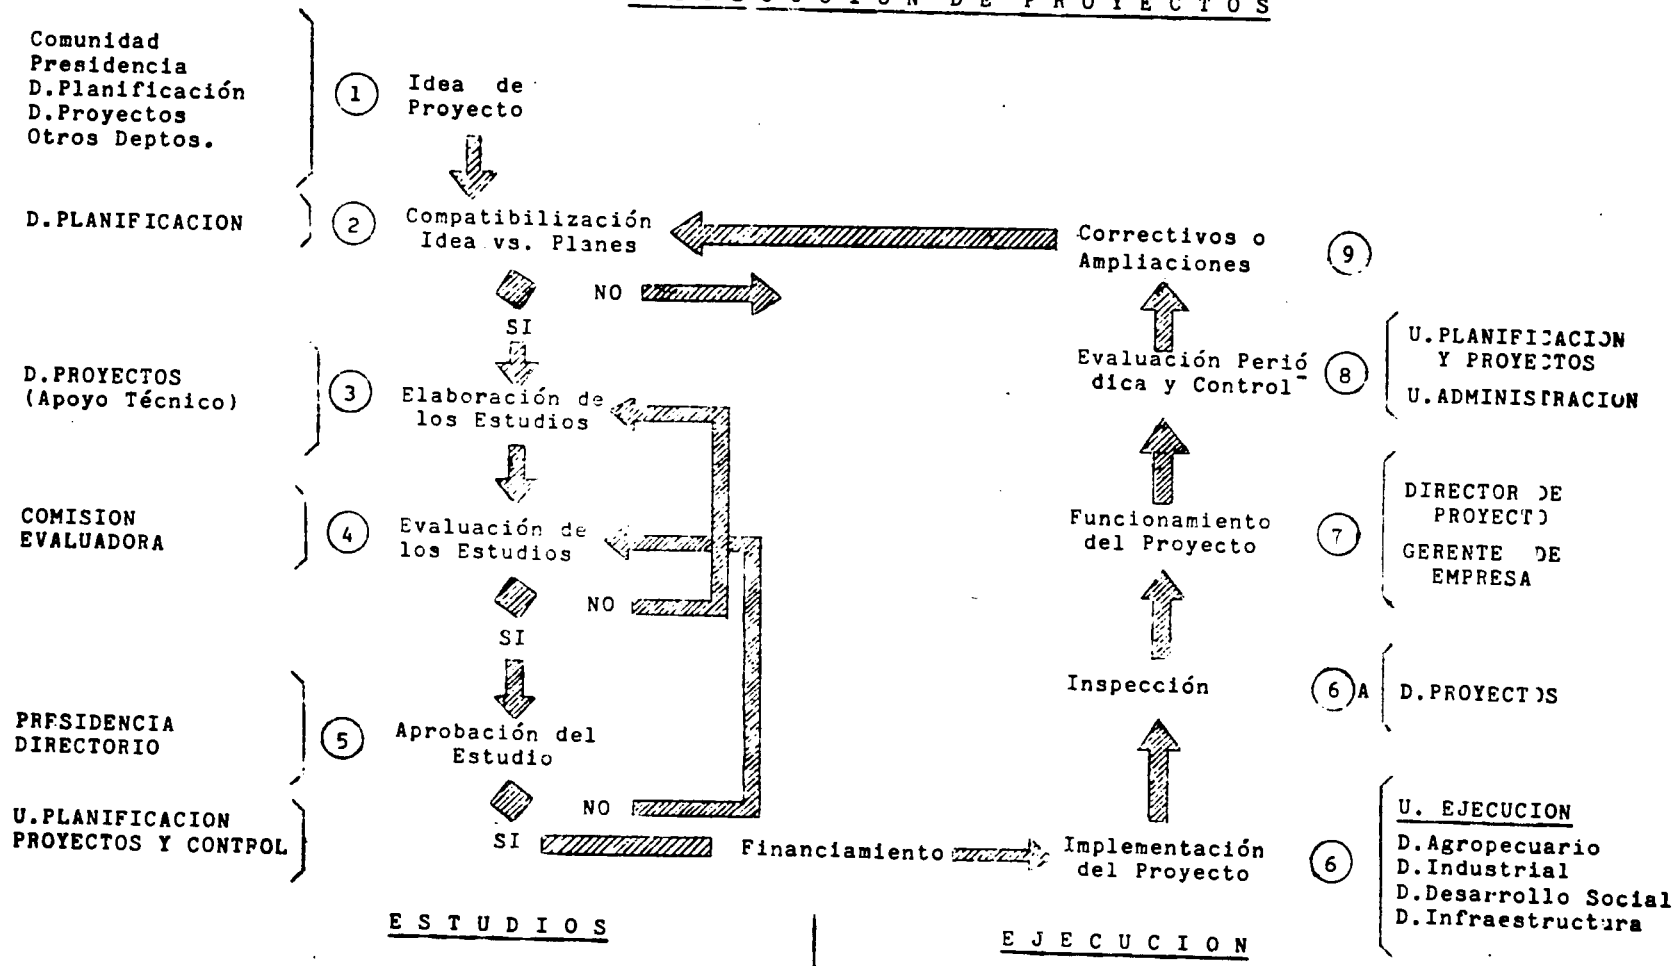 DE PROYECTOS
Comunidad
Presidencia
D.Planificación
D.Proyectos
Otros Deptos.
1
Idea de
Proyecto
D.PLANIFICACION
2
Compatibilización
Idea vs. Planes
NO
SI
D.PROYECTOS
(Apoyo Técnico)
3
Elaboración de
los Estudios
COMISION
EVALUADORA
4
Evaluación de
los Estudios
NO
SI
PRESIDENCIA
DIRECTORIO
5
Aprobación del
Estudio
NO
U.PLANIFICACION
PROYECTOS Y CONTROL
SI
Financiamiento
Implementación
del Proyecto
6
U. EJECUCION
D.Agropecuario
D.Industrial
D.Desarrollo Social
D.Infraestructura
Inspección
6 A
D.PROYECTOS
Funcionamiento
del Proyecto
7
DIRECTOR DE
PROYECTO
GERENTE DE
EMPRESA
Evaluación Perió
dica y Control
8
U.PLANIFICACION
Y PROYECTOS
U.ADMINISTRACION
Correctivos o
Ampliaciones
9
ESTUDIOS
EJECUCION